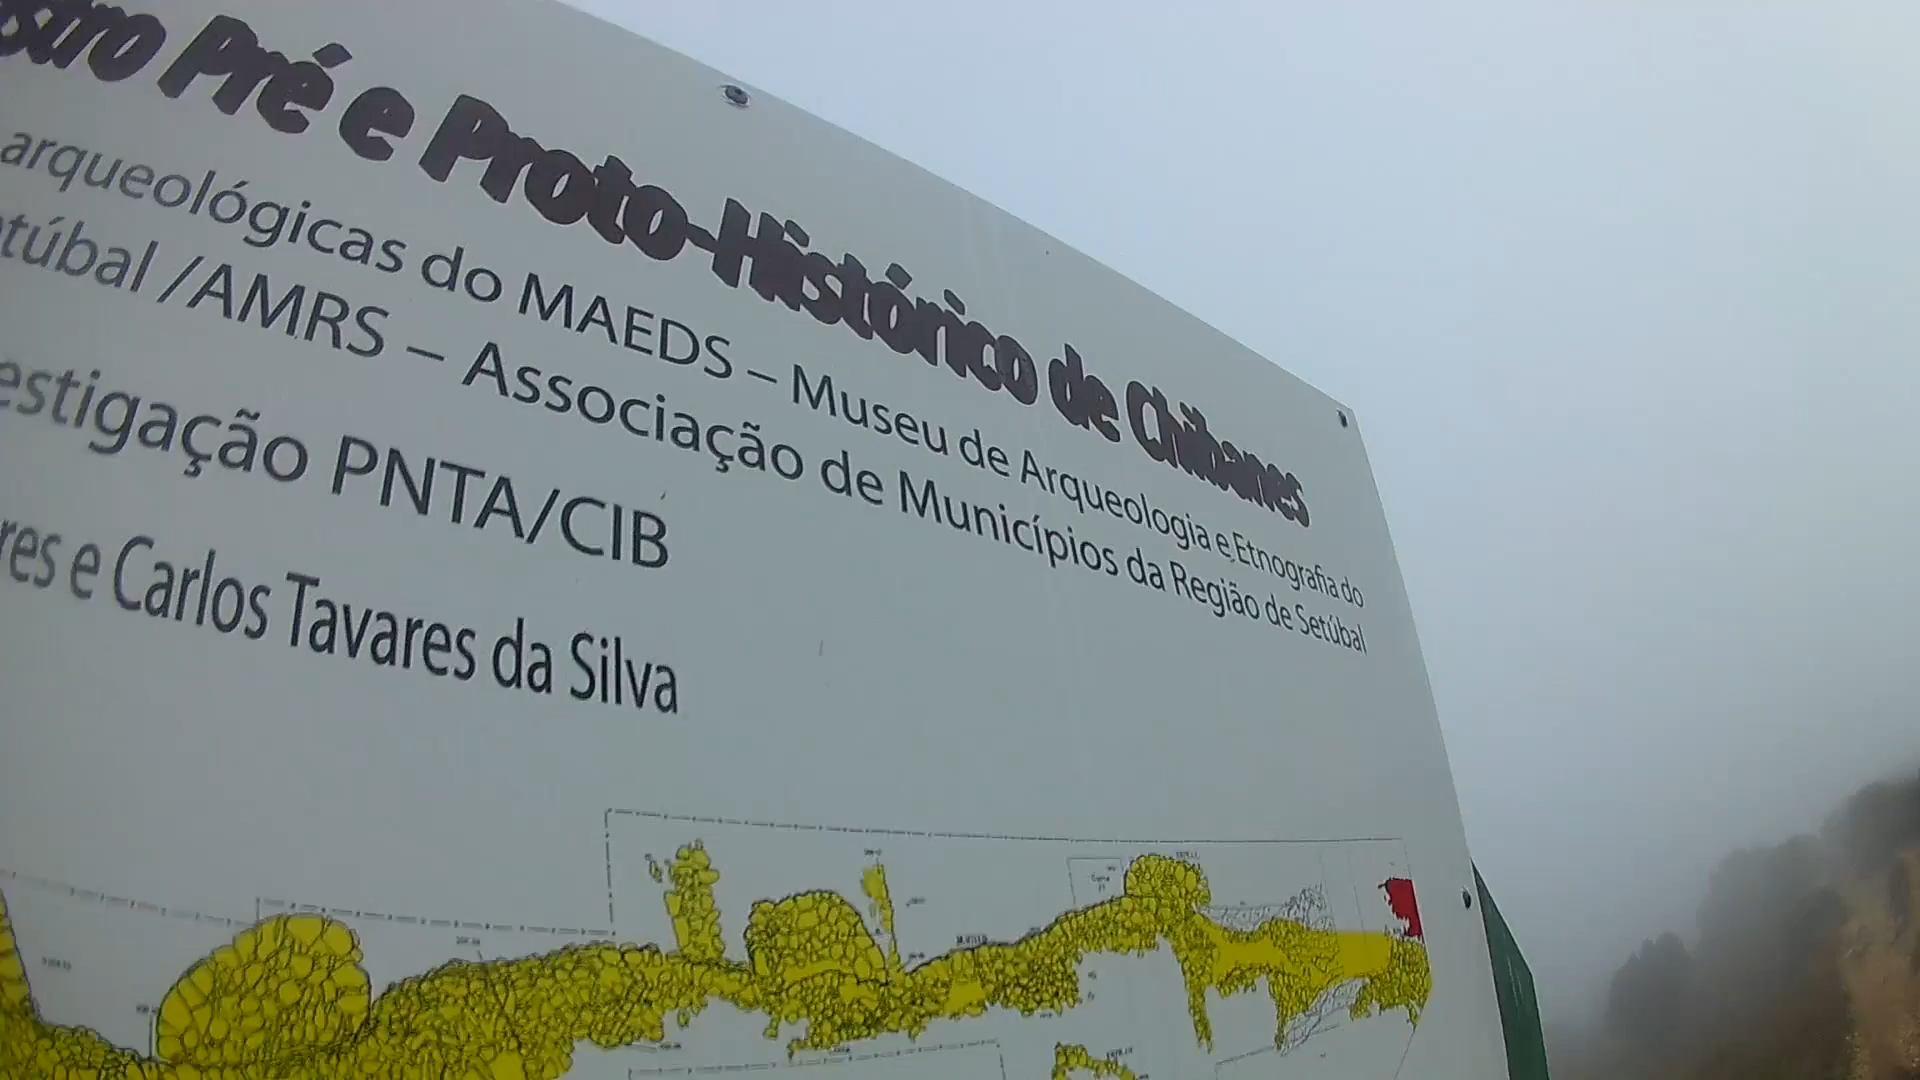 stro Pré e Proto-Histórico de Chibanes
arqueológicas do MAEDS – Museu de Arqueologia e Etnografia do
túbal /AMRS – Associação de Municípios da Região de Setúbal
estigação PNTA/CIB
res e Carlos Tavares da Silva